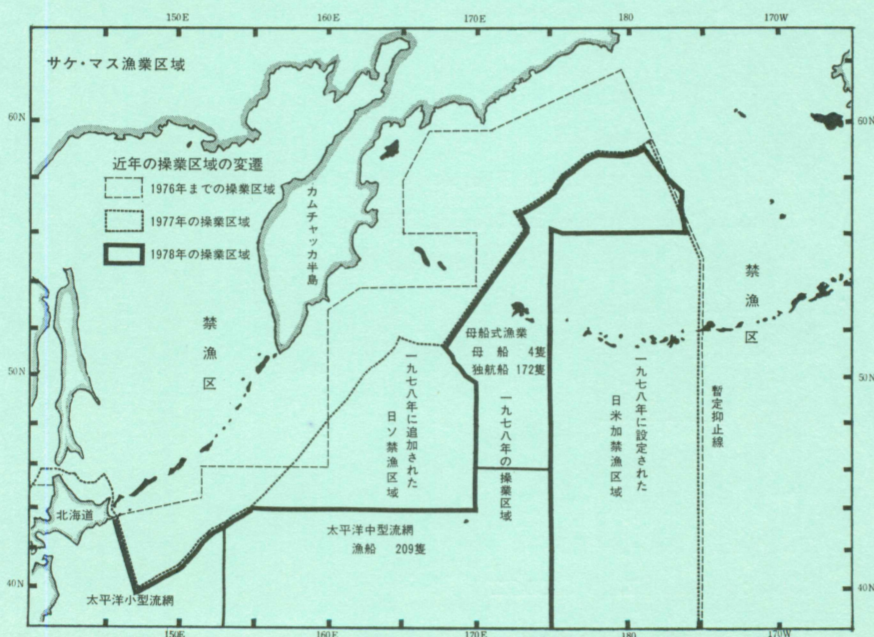 150E
160E
170E
180
170W
サケ・マス漁業区域
60N
60N
近年の操業区域の変遷
1976年までの操業区域
1977年の操業区域
1978年の操業区域
カムチャッカ半島
禁漁区
禁漁区
母船式漁業
母船 4隻
独航船 172隻
50N
50N
一九七八年に追加された
日ソ禁漁区域
一九七八年の操業区域
一九七八年に設定された
日米加禁漁区域
暫定抑止線
北海道
太平洋中型流網
漁船 209隻
40N
40N
太平洋小型流網
150E
160E
170E
180
170W